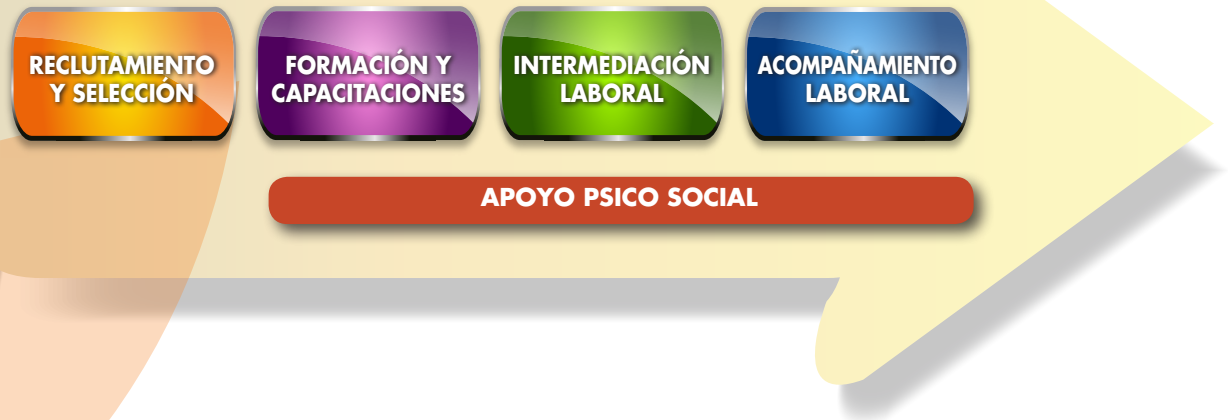 RECLUTAMIENTO
Y SELECCIÓN
FORMACIÓN Y
CAPACITACIONES
INTERMEDIACIÓN
LABORAL
ACOMPAÑAMIENTO
LABORAL
APOYO PSICO SOCIAL